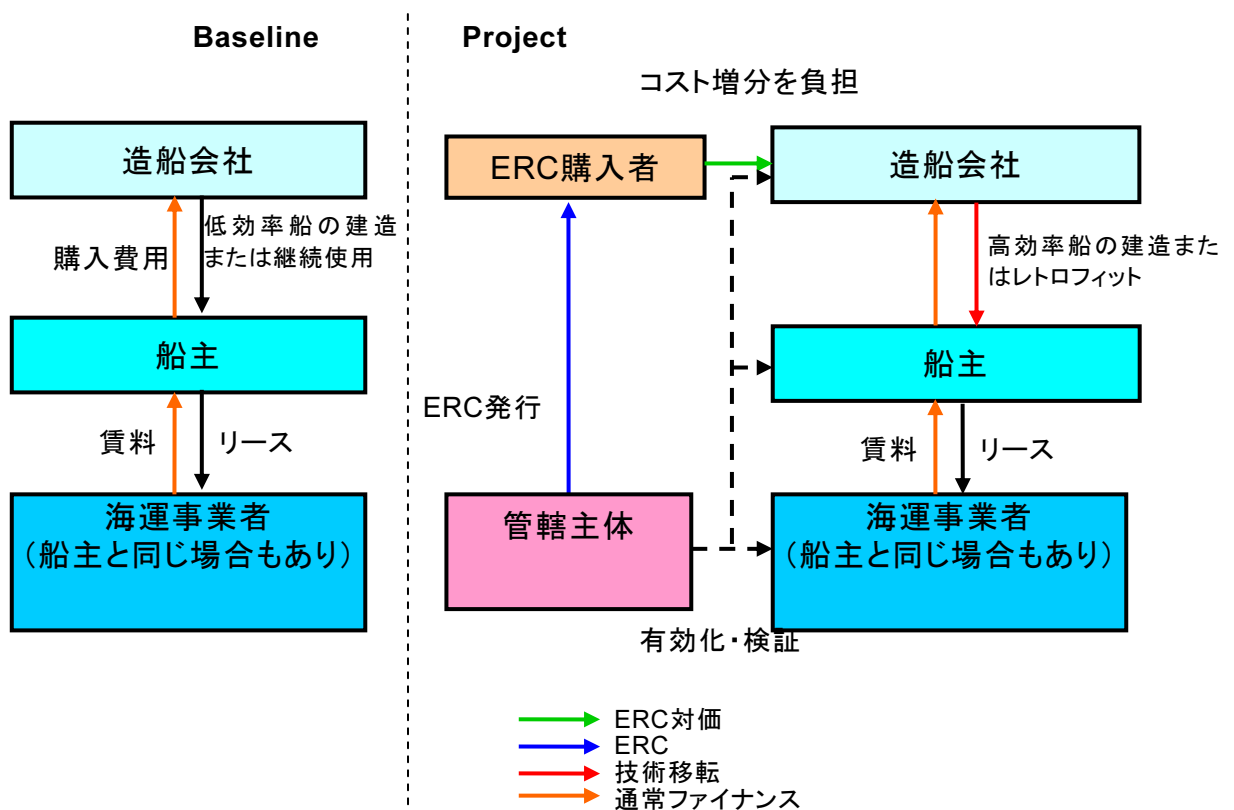 Baseline
造船会社
購入費用
低効率船の建造
または継続使用
船主
賃料
リース
海運事業者
（船主と同じ場合もあり）
Project
コスト増分を負担
ERC購入者
造船会社
高効率船の建造また
はレトロフィット
船主
ERC発行
賃料
リース
管轄主体
海運事業者
（船主と同じ場合もあり）
有効化・検証
ERC対価
ERC
技術移転
通常ファイナンス